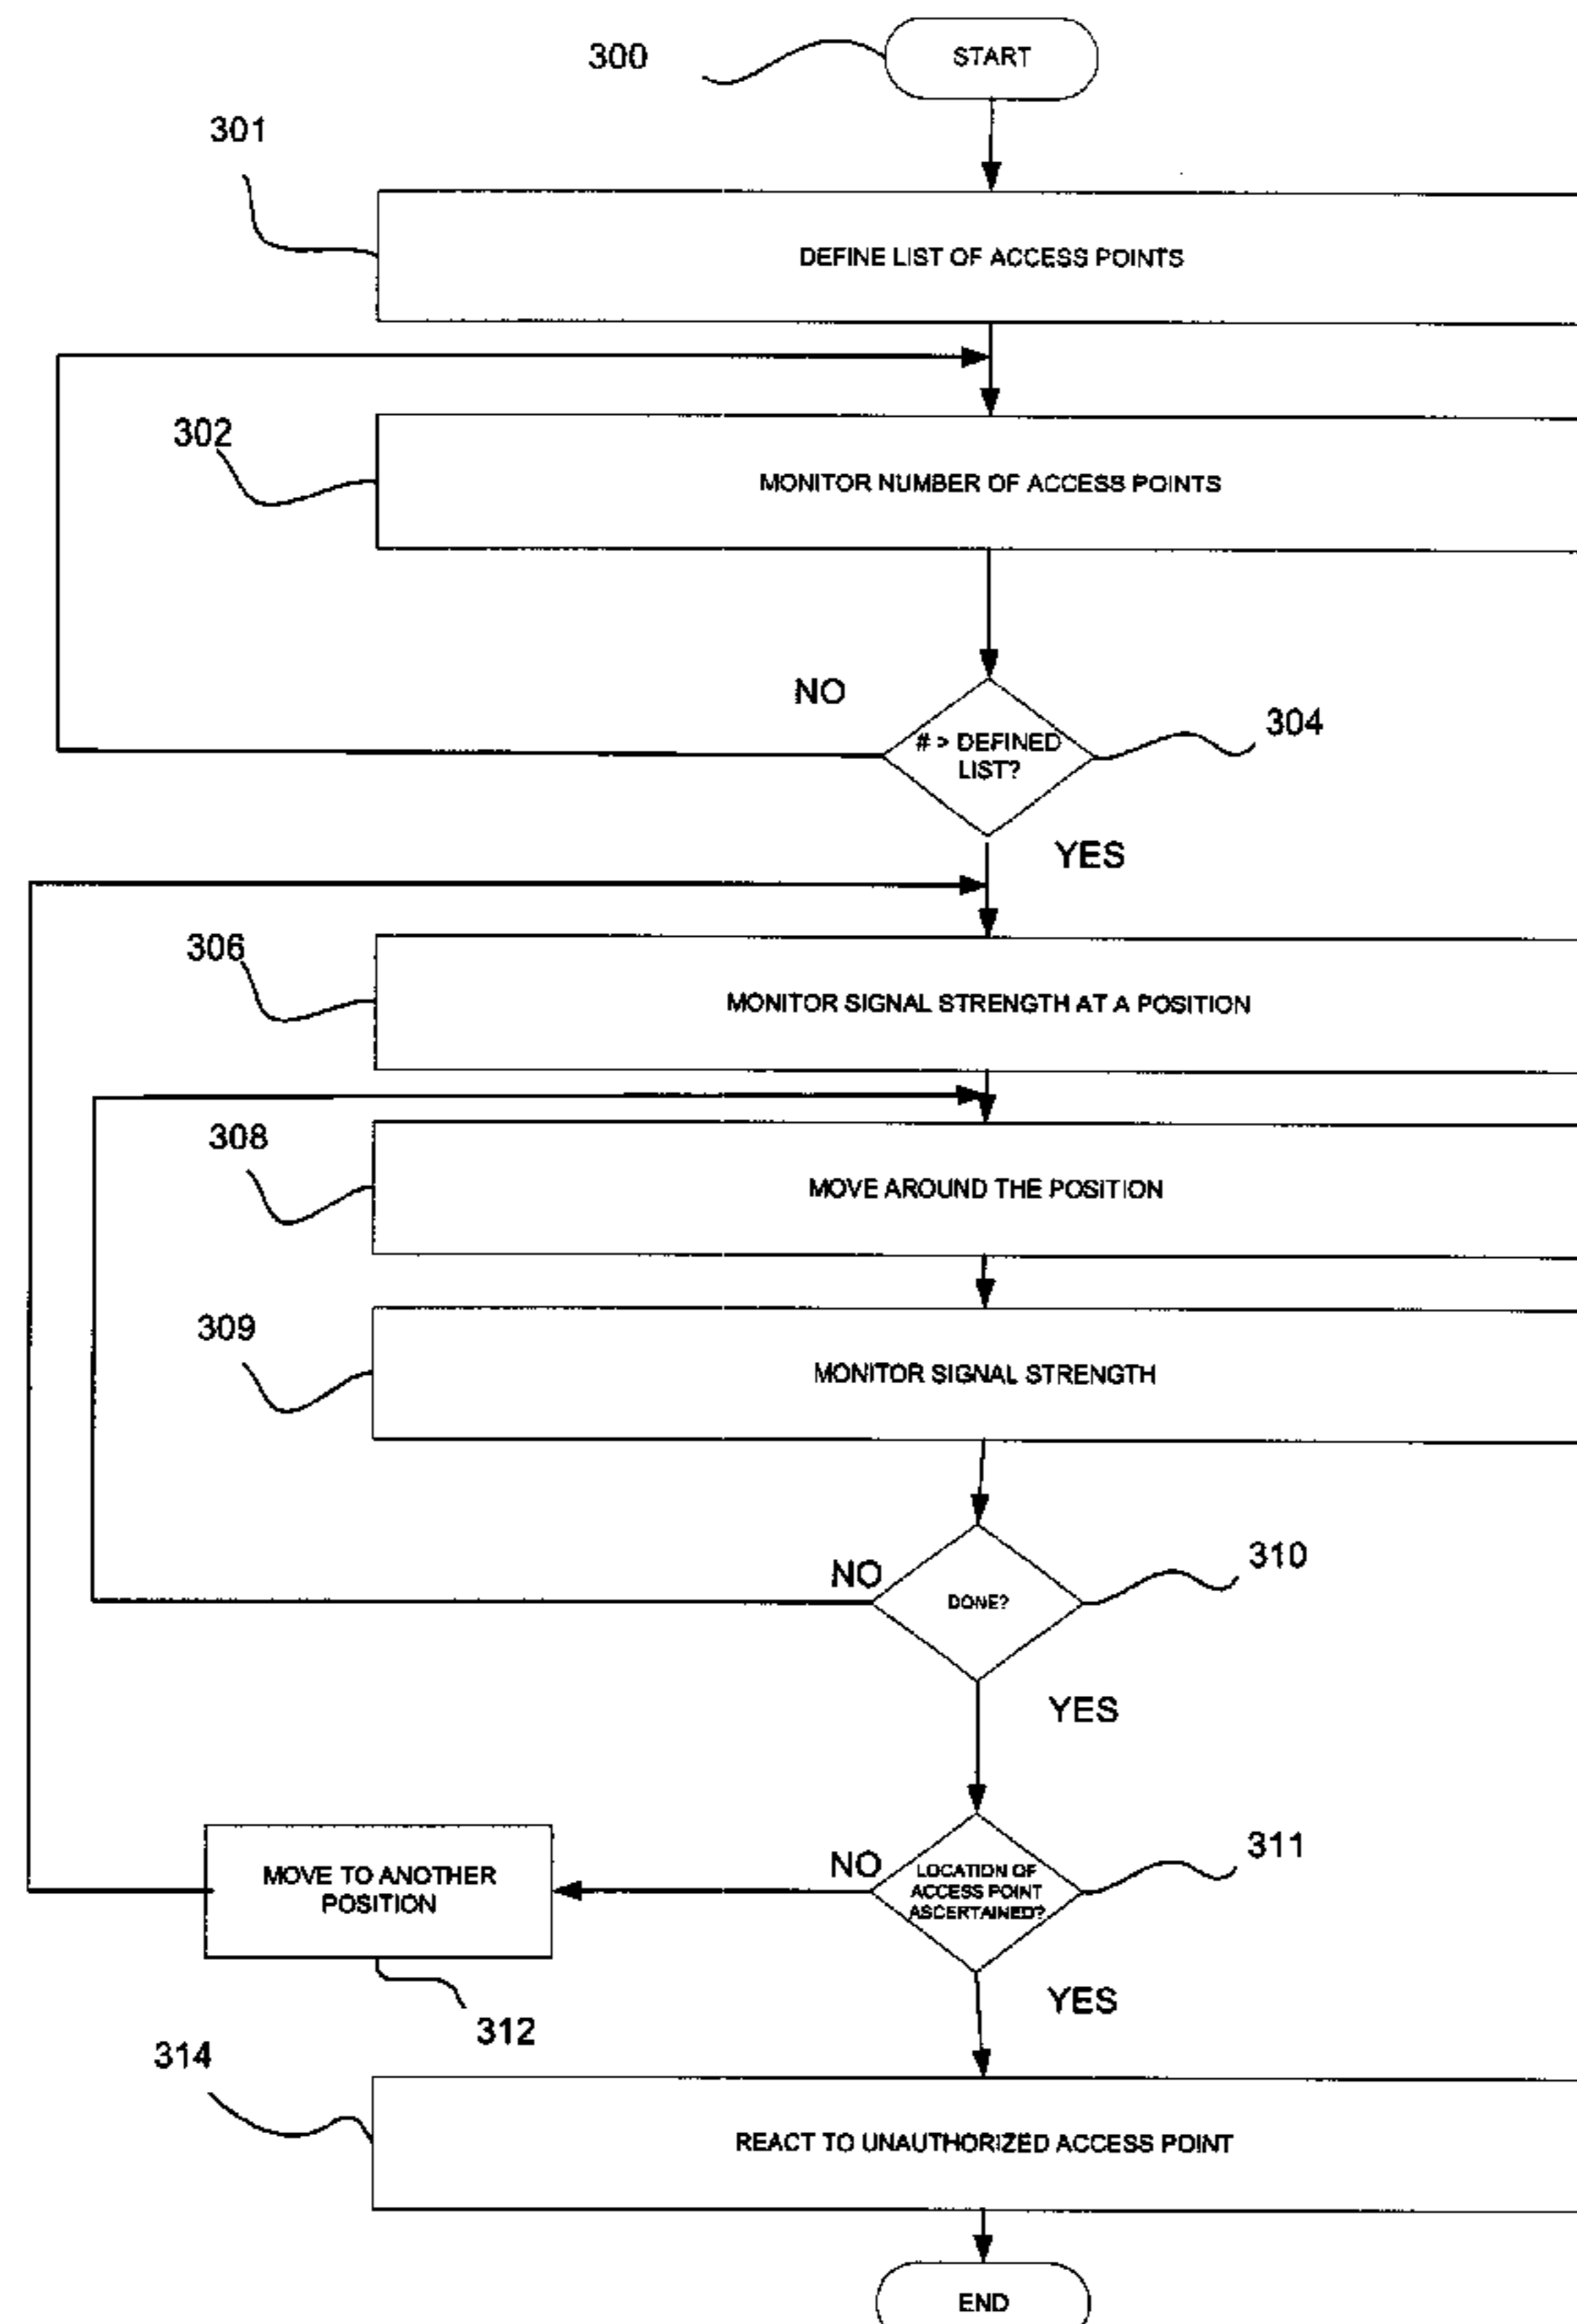 300
START
301
DEFINE LIST OF ACCESS POINTS
302
MONITOR NUMBER OF ACCESS POINTS
NO
# > DEFINED
LIST?
304
YES
306
MONITOR SIGNAL STRENGTH AT A POSITION
308
MOVE AROUND THE POSITION
309
MONITOR SIGNAL STRENGTH
NO
DONE?
310
YES
MOVE TO ANOTHER
POSITION
NO
LOCATION OF
ACCESS POINT
ASCERTAINED?
311
312
YES
314
REACT TO UNAUTHORIZED ACCESS POINT
END